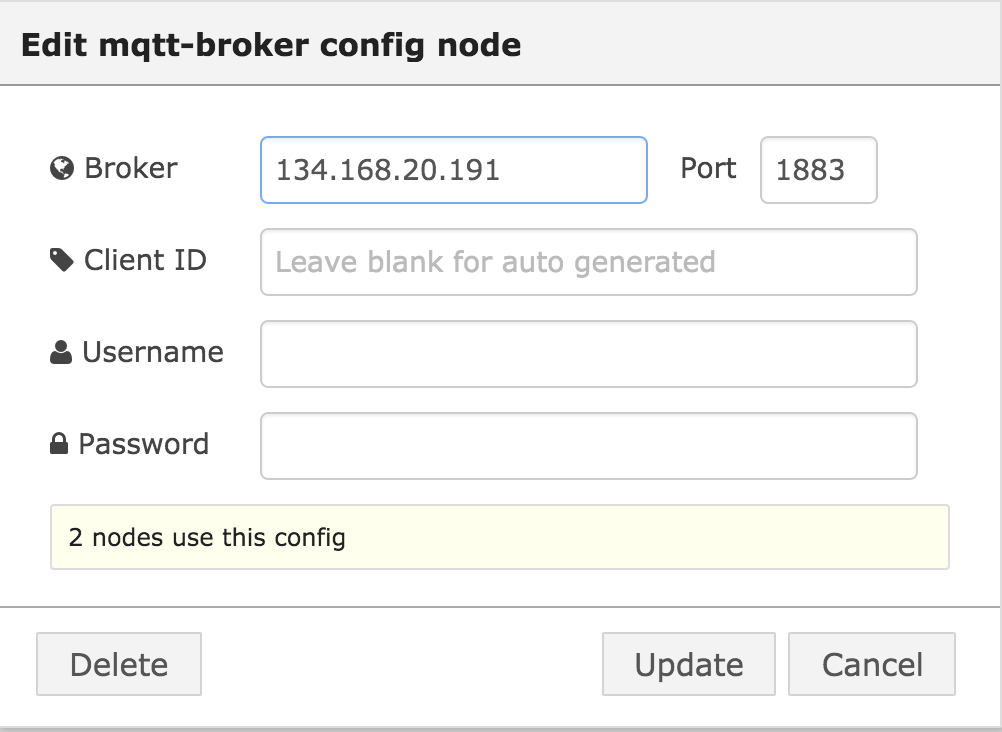 Edit mqtt-broker config node
Broker 134.168.20.191 Port 1883
Client ID Leave blank for auto generated
Username
Password
2 nodes use this config
Delete Update Cancel